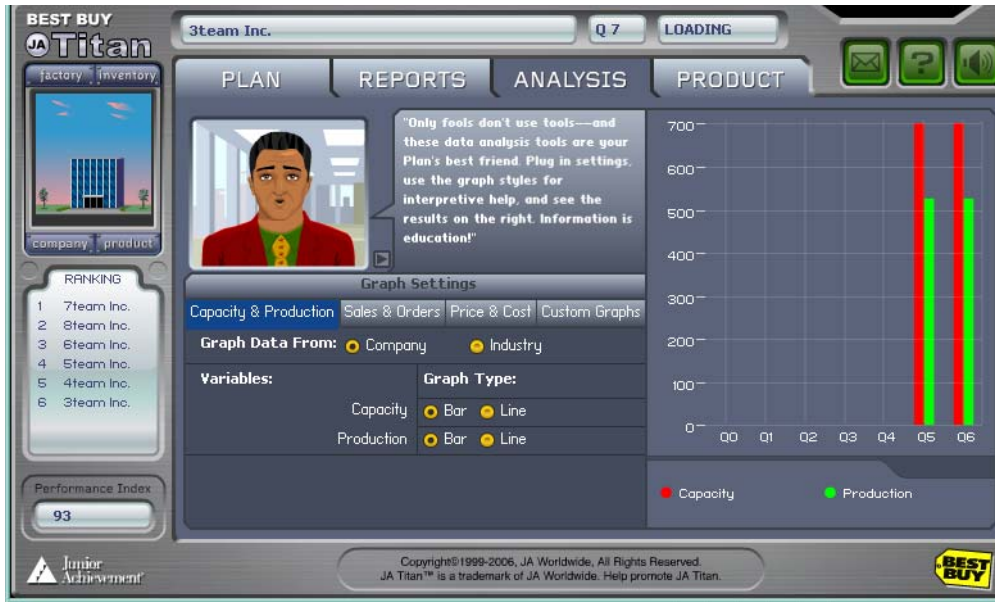 BEST BUY
JA Titan
3team Inc.
Q 7
LOADING
factory inventory
company product
PLAN
REPORTS
ANALYSIS
PRODUCT
?
"Only fools don't use tools——and
these data analysis tools are your
Plan's best friend. Plug in settings,
use the graph styles for
interpretive help, and see the
results on the right. Information is
education!"
RANKING
1 7team Inc.
2 8team Inc.
3 6team Inc.
4 5team Inc.
5 4team Inc.
6 3team Inc.
Performance Index
93
Graph Settings
Capacity & Production
Sales & Orders
Price & Cost
Custom Graphs
Graph Data From: Company Industry
Variables: Graph Type:
Capacity Bar Line
Production Bar Line
700
600
500
400
300
200
100
0
Q0 Q1 Q2 Q3 Q4 Q5 Q6
Capacity Production
Junior
Achievement
Copyright©1999-2006, JA Worldwide, All Rights Reserved.
JA Titan™ is a trademark of JA Worldwide. Help promote JA Titan.
BEST
BUY